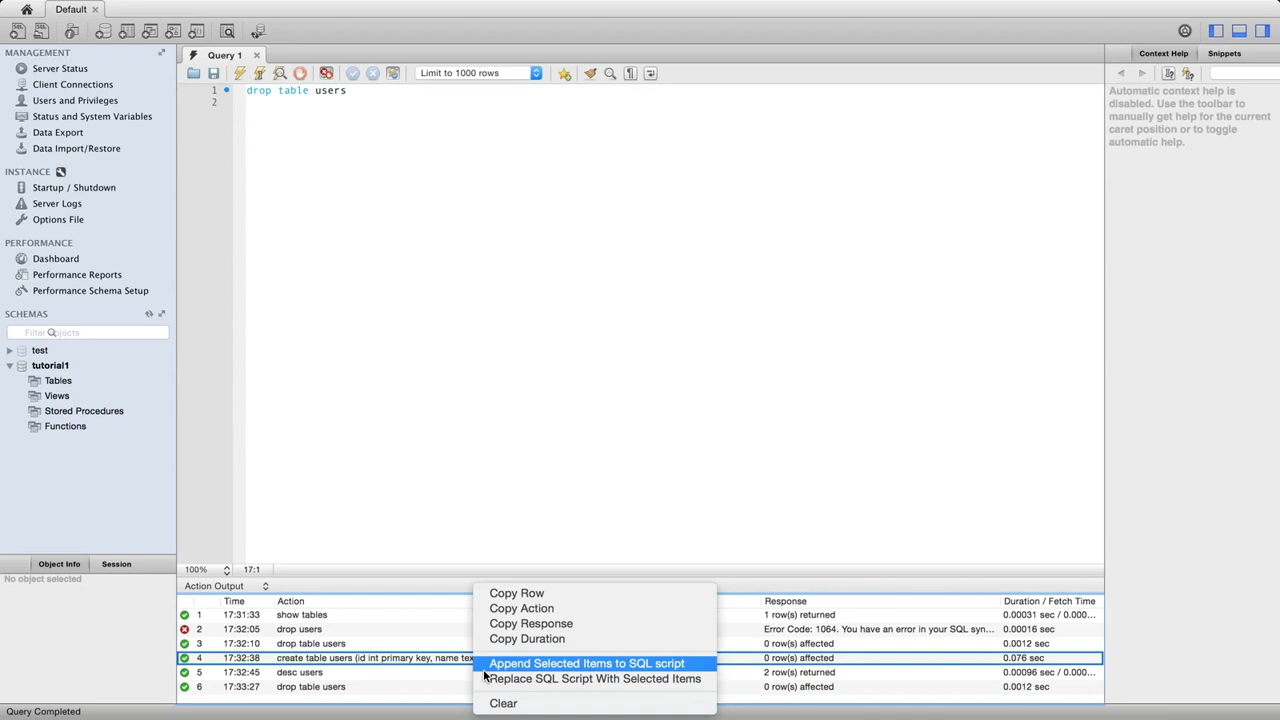 Default
MANAGEMENT
Server Status
Client Connections
Users and Privileges
Status and System Variables
Data Export
Data Import/Restore
INSTANCE
Startup / Shutdown
Server Logs
Options File
PERFORMANCE
Dashboard
Performance Reports
Performance Schema Setup
SCHEMAS
Filter objects
test
tutorial1
Tables
Views
Stored Procedures
Functions
Object Info Session
No object selected
Query 1
Limit to 1000 rows
1 drop table users
2
100% 17:1
Context Help Snippets
Automatic context help is
disabled. Use the toolbar to
manually get help for the current
caret position or to toggle
automatic help.
Action Output
Time Action Response Duration / Fetch Time
1 17:31:33 show tables 1 row(s) returned 0.00031 sec / 0.000...
2 17:32:05 drop users Error Code: 1064. You have an error in your SQL syn... 0.00016 sec
3 17:32:10 drop table users 0 row(s) affected 0.0012 sec
4 17:32:38 create table users (id int primary key, name tex 0 row(s) affected 0.076 sec
5 17:32:45 desc users 2 row(s) returned 0.00096 sec / 0.000...
6 17:33:27 drop table users 0 row(s) affected 0.0012 sec
Copy Row
Copy Action
Copy Response
Copy Duration
Append Selected Items to SQL script
Replace SQL Script With Selected Items
Clear
Query Completed